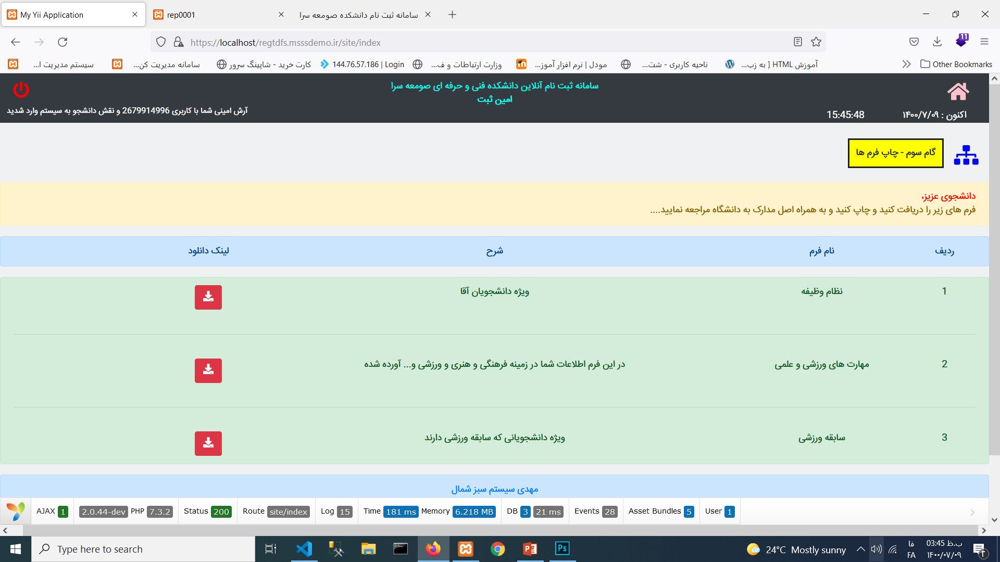 My Yii Application
rep0001
سامانه ثبت نام دانشکده صومعه سرا
https://localhost/regtdfs.msssdemo.ir/site/index
11
سیستم مدیریت ا...
سامانه مدیریت کن...
کارت خرید - شاپینگ سرور
144.76.57.186 | Login
وزارت ارتباطات و ف...
مودل | نرم افزار آموز...
ناحیه کاربری - شت...
آموزش HTML [ به زب...
Other Bookmarks
سامانه ثبت نام آنلاین دانشکده فنی و حرفه ای صومعه سرا
امین ثبت
آرش امینی شما با کاربری 2679914996 و نقش دانشجو به سیستم وارد شدید
اکنون : ۱۴۰۰/۷/۰۹
15:45:48
گام سوم - چاپ فرم ها
دانشجوی عزیز،
فرم های زیر را دریافت کنید و چاپ کنید و به همراه اصل مدارک به دانشگاه مراجعه نمایید....
ردیف نام فرم شرح لینک دانلود
1 نظام وظیفه ویژه دانشجویان آقا
2 مهارت های ورزشی و علمی در این فرم اطلاعات شما در زمینه فرهنگی و هنری و ورزشی و... آورده شده
3 سابقه ورزشی ویژه دانشجویانی که سابقه ورزشی دارند
مهدی سیستم سبز شمال
AJAX 1 2.0.44-dev PHP 7.3.2 Status 200 Route site/index Log 15 Time 181 ms Memory 6.218 MB DB 3 21 ms Events 28 Asset Bundles 5 User 1
Type here to search
Ps
24°C Mostly sunny
فا
FA
03:45 ب.ظ
۱۴۰۰/۰۷/۰۹
۲